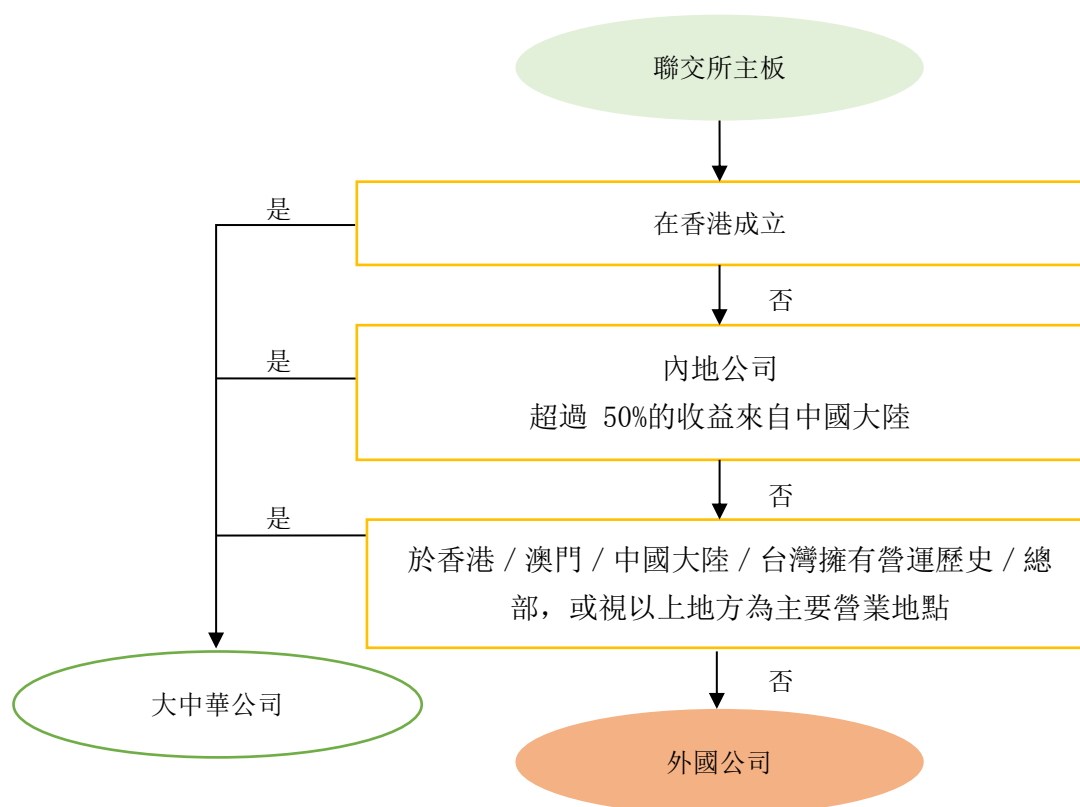 聯交所主板
是
在香港成立
否
是
內地公司
超過 50%的收益來自中國大陸
否
是
於香港／澳門／中國大陸／台灣擁有營運歷史／總
部，或視以上地方為主要營業地點
否
大中華公司
外國公司